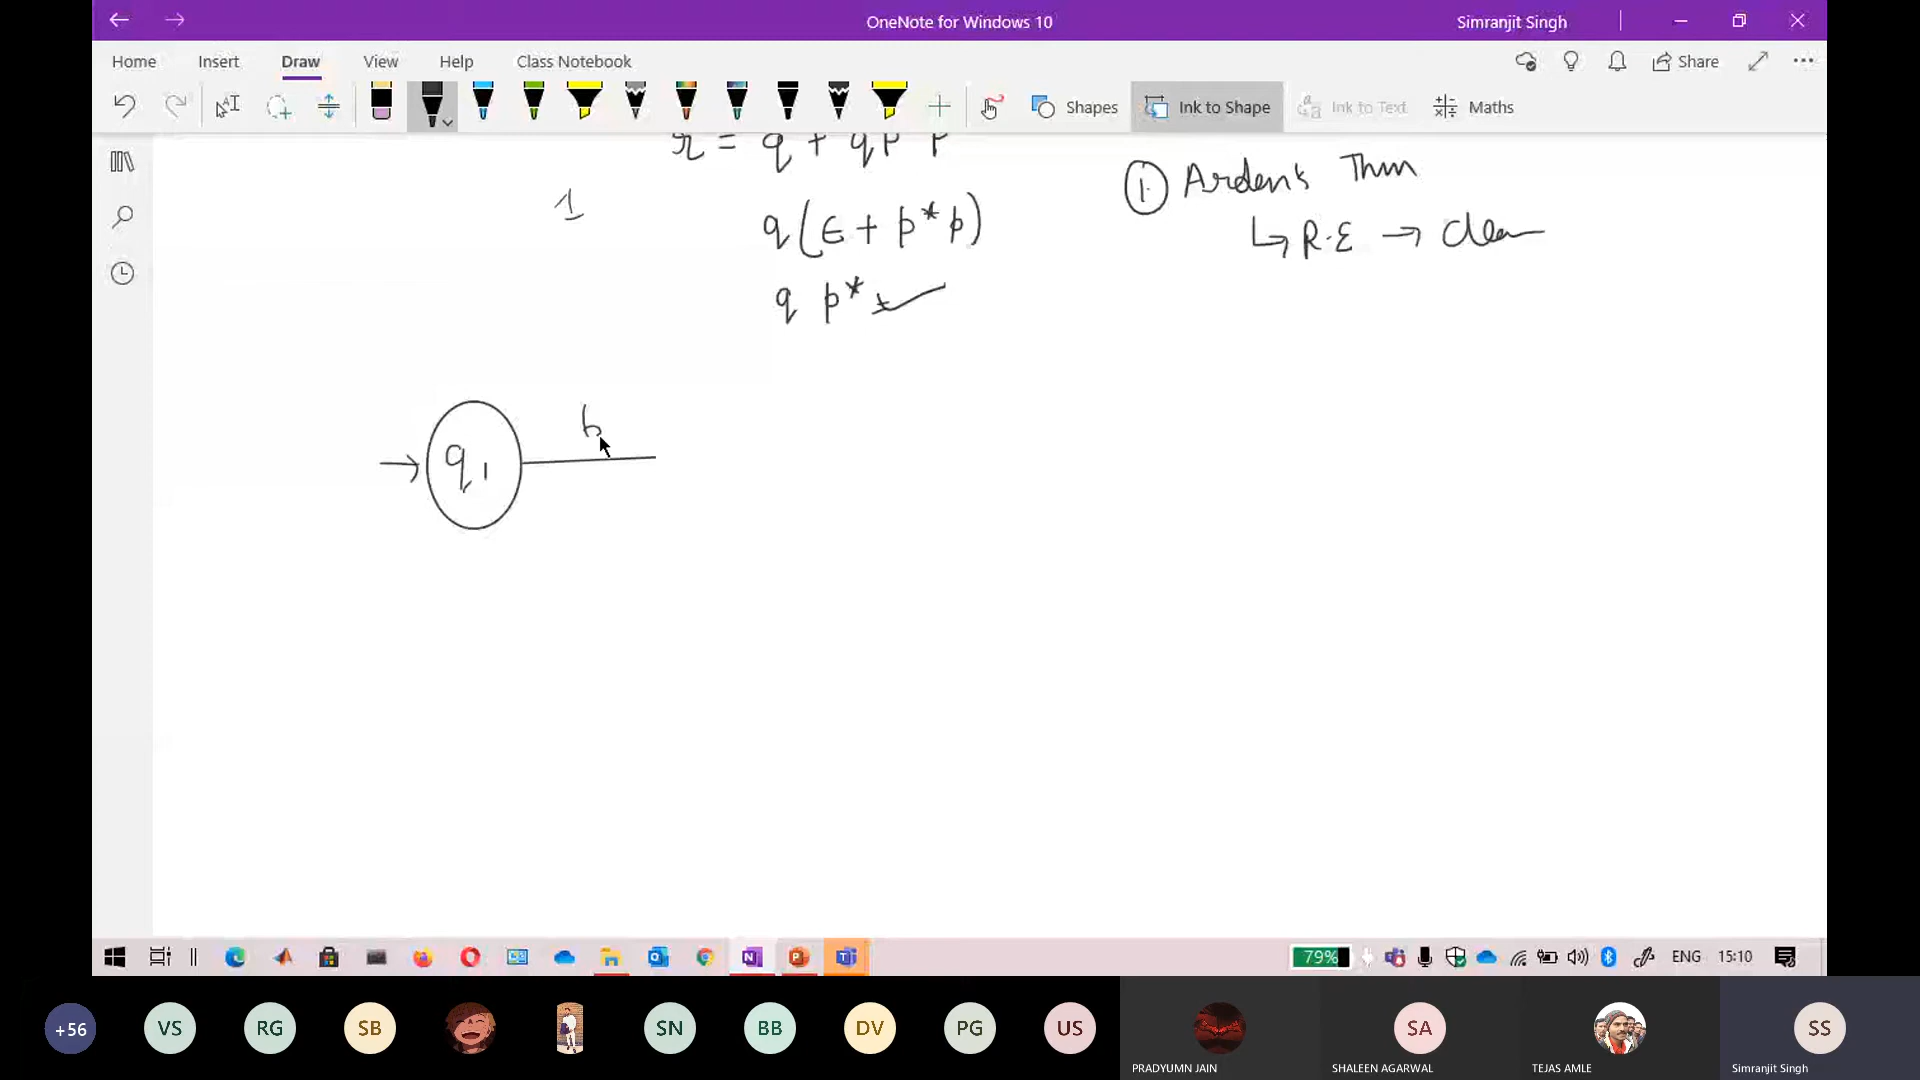 OneNote for Windows 10
Simranjit Singh
Home Insert Draw View Help Class Notebook
Share
Shapes Ink to Shape Ink to Text Maths
r = q + qp p
1
q(ε + p*p)
q p*
1. Arden's Thm
R.E →
q1
b
79%
ENG 15:10
+56 VS RG SB SN BB DV PG US SA SS
PRADYUMN JAIN SHALEEN AGARWAL TEJAS AMLE Simranjit Singh